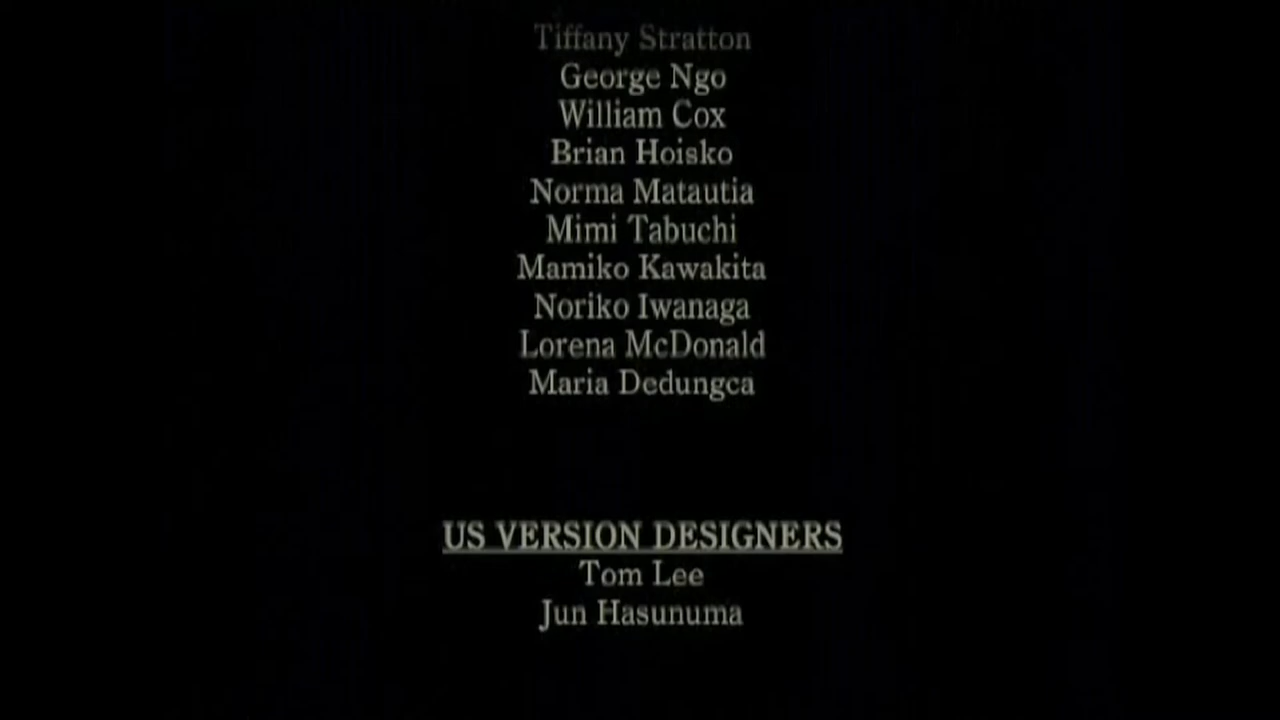 Tiffany Stratton
George Ngo
William Cox
Brian Hoisko
Norma Matautia
Mimi Tabuchi
Mamiko Kawakita
Noriko Iwanaga
Lorena McDonald
Maria Dedungca
US VERSION DESIGNERS
Tom Lee
Jun Hasunuma